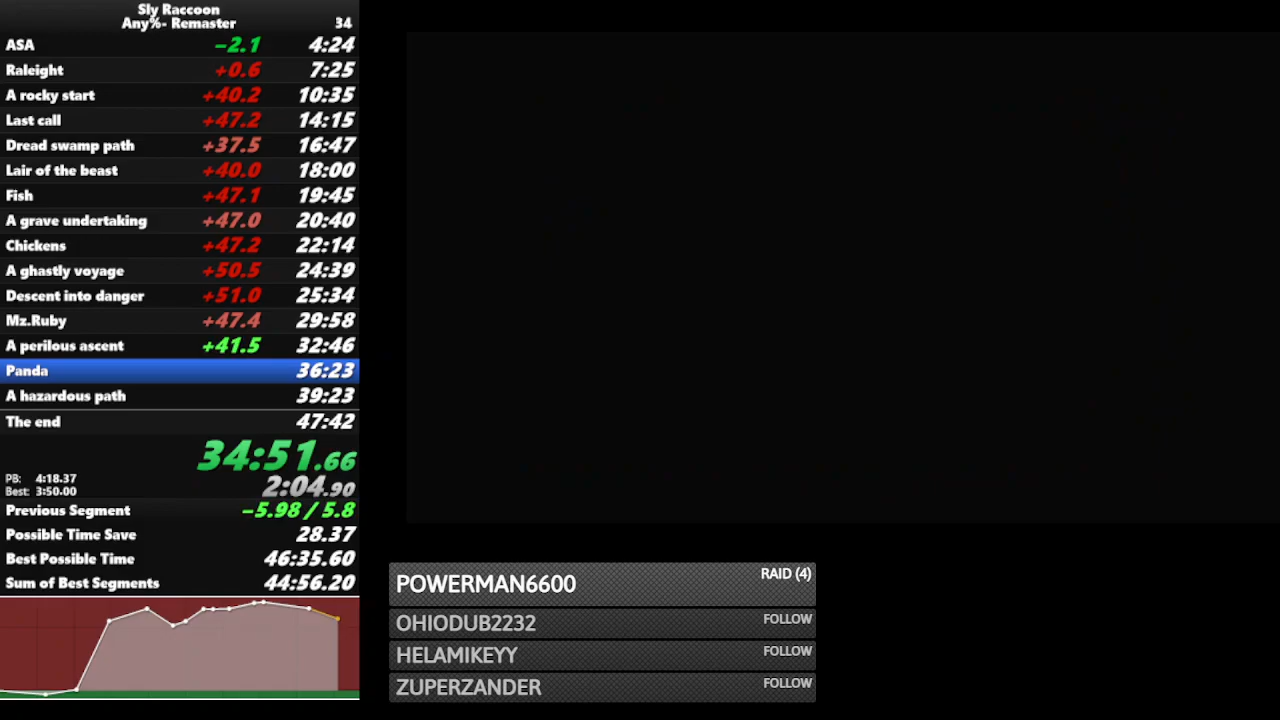 Sly Raccoon
Any%- Remaster 34
ASA −2.1 4:24
Raleight +0.6 7:25
A rocky start +40.2 10:35
Last call +47.2 14:15
Dread swamp path +37.5 16:47
Lair of the beast +40.0 18:00
Fish +47.1 19:45
A grave undertaking +47.0 20:40
Chickens +47.2 22:14
A ghastly voyage +50.5 24:39
Descent into danger +51.0 25:34
Mz.Ruby +47.4 29:58
A perilous ascent +41.5 32:46
Panda 36:23
A hazardous path 39:23
The end 47:42
34:51.66
PB: 4:18.37
Best: 3:50.00
2:04.90
Previous Segment −5.98 / 5.8
Possible Time Save 28.37
Best Possible Time 46:35.60
Sum of Best Segments 44:56.20
POWERMAN6600 RAID (4)
OHIODUB2232 FOLLOW
HELAMIKEYY FOLLOW
ZUPERZANDER FOLLOW